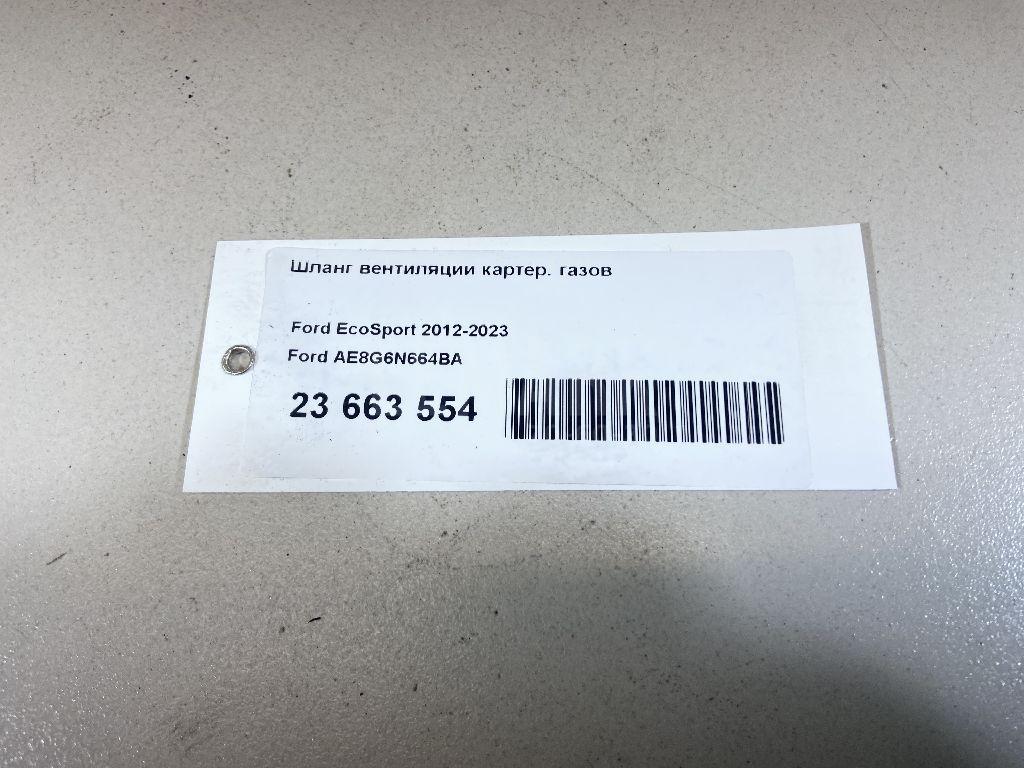 Шланг вентиляции картер. газов
Ford EcoSport 2012-2023
Ford AE8G6N664BA
23 663 554